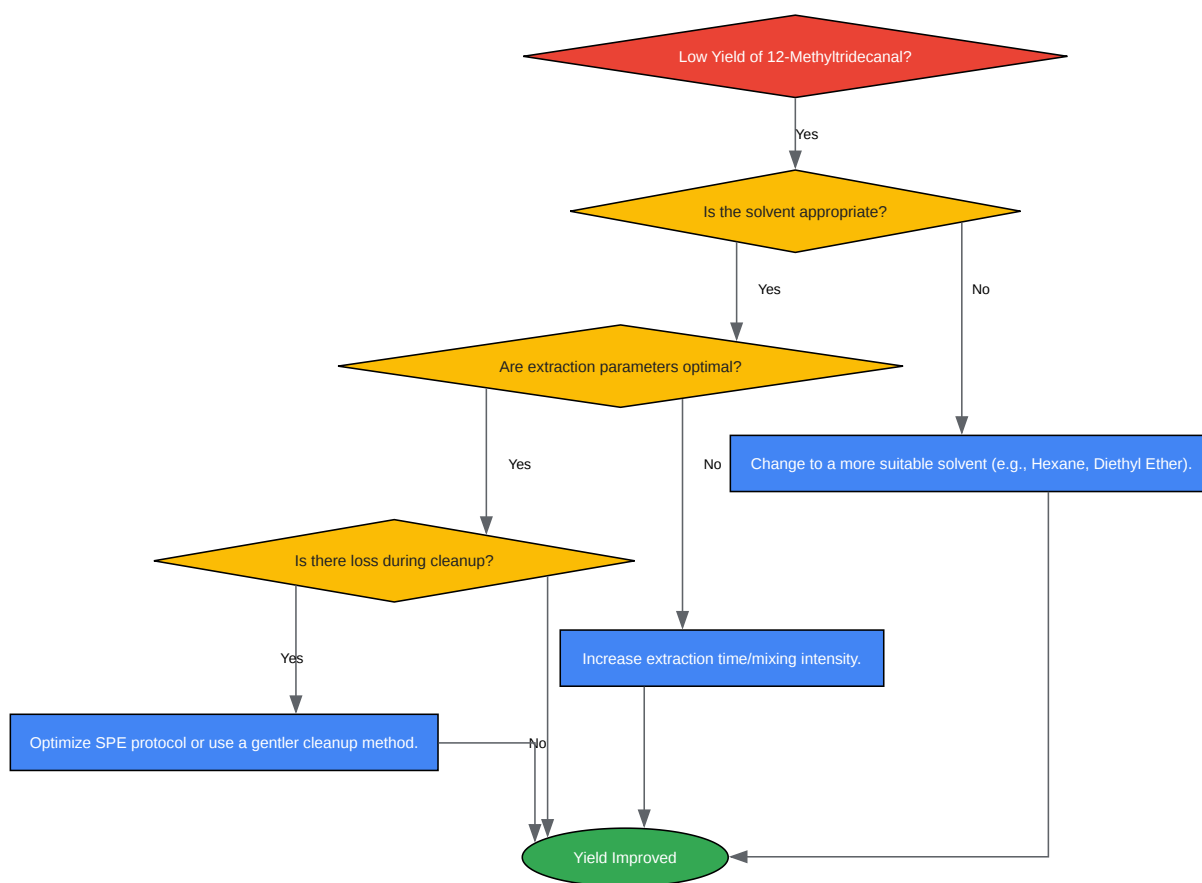 Low Yield of 12-Methyltridecanal?
Yes
Is the solvent appropriate?
Yes
No
Are extraction parameters optimal?
Yes
No
Change to a more suitable solvent (e.g., Hexane, Diethyl Ether).
Is there loss during cleanup?
Yes
Increase extraction time/mixing intensity.
Optimize SPE protocol or use a gentler cleanup method.
No
Yield Improved